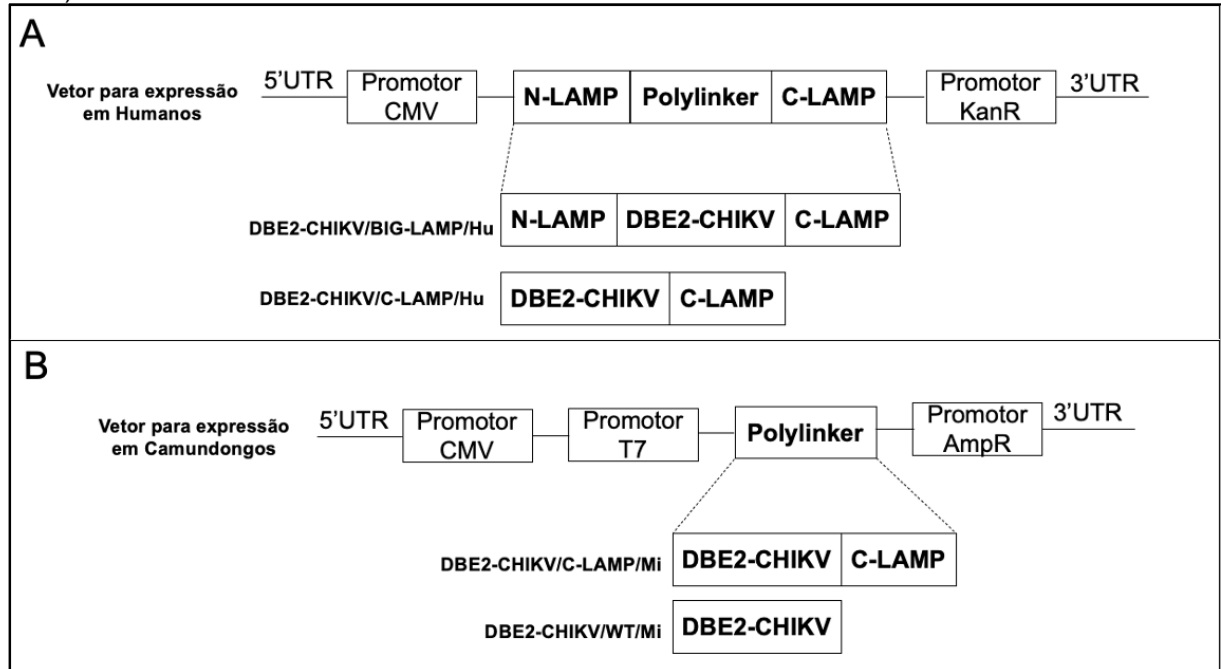 A
Vetor para expressão
em Humanos
5'UTR
Promotor
CMV
N-LAMP
Polylinker
C-LAMP
Promotor
KanR
3'UTR
DBE2-CHIKV/BIG-LAMP/Hu
N-LAMP
DBE2-CHIKV
C-LAMP
DBE2-CHIKV/C-LAMP/Hu
DBE2-CHIKV
C-LAMP
B
Vetor para expressão
em Camundongos
5'UTR
Promotor
CMV
Promotor
T7
Polylinker
Promotor
AmpR
3'UTR
DBE2-CHIKV/C-LAMP/Mi
DBE2-CHIKV
C-LAMP
DBE2-CHIKV/WT/Mi
DBE2-CHIKV